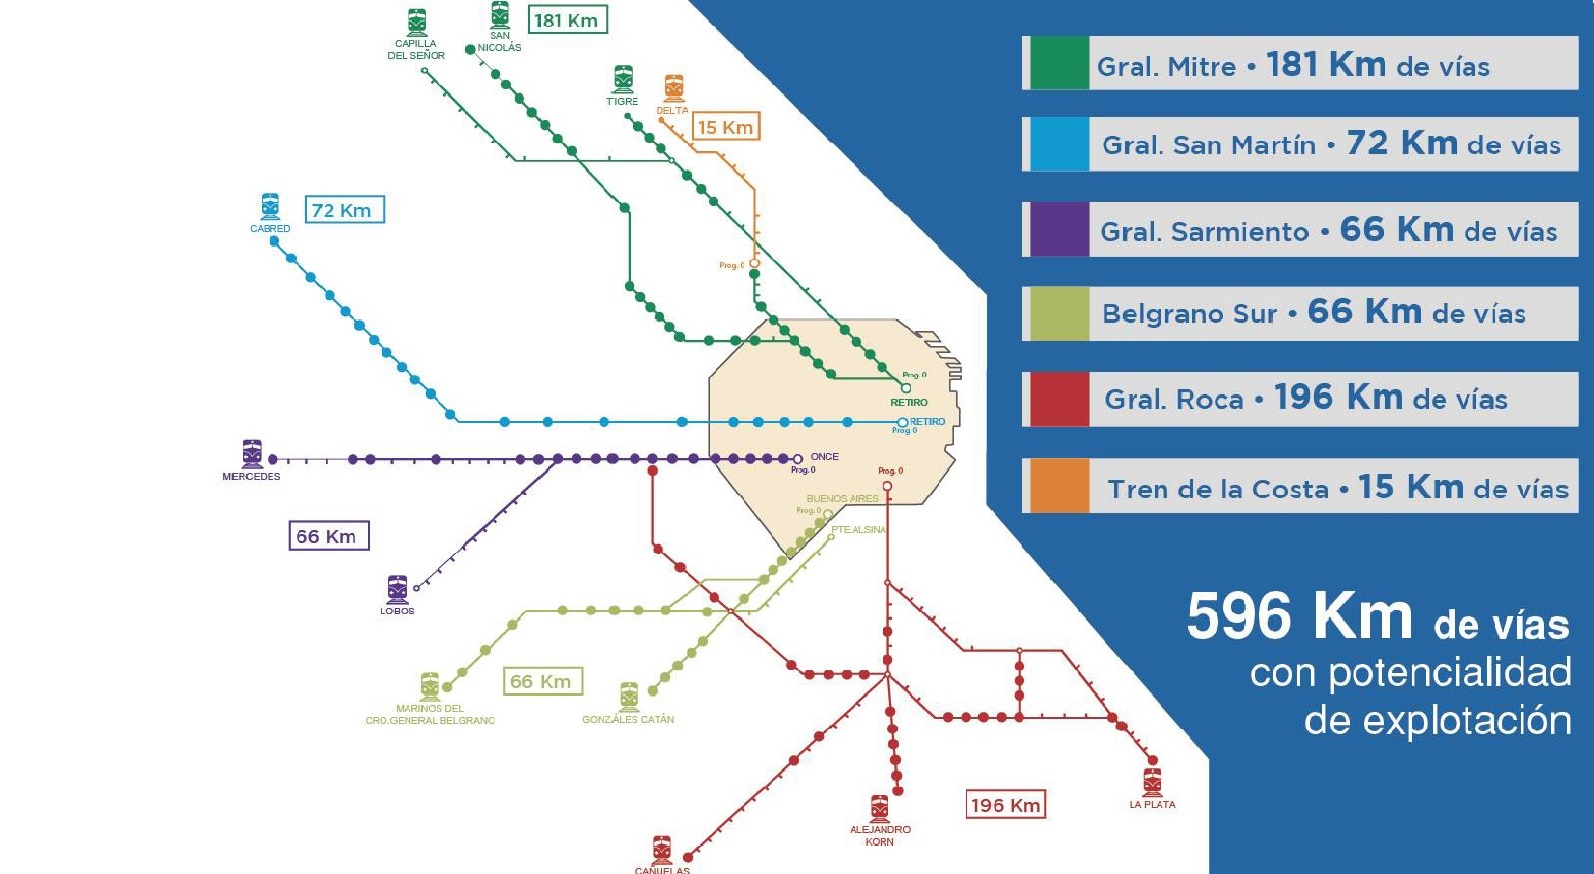 CAPILLA
DEL SEÑOR
SAN
NICOLÁS
181 Km
TIGRE
DELTA
15 Km
CABRED
72 Km
Prog. 0
Prog. 0
RETIRO
RETIRO
Prog 0
MERCEDES
ONCE
Prog. 0
Prog. 0
66 Km
BUENOS AIRES
Prog. 0
PTE.ALSINA
LOBOS
MARINOS DEL
CRO.GENERAL BELGRANO
66 Km
GONZÁLES CATÁN
196 Km
ALEJANDRO
KORN
LA PLATA
CAÑUELAS
Gral. Mitre • 181 Km de vías
Gral. San Martín • 72 Km de vías
Gral. Sarmiento • 66 Km de vías
Belgrano Sur • 66 Km de vías
Gral. Roca • 196 Km de vías
Tren de la Costa • 15 Km de vías
596 Km de vías
con potencialidad
de explotación